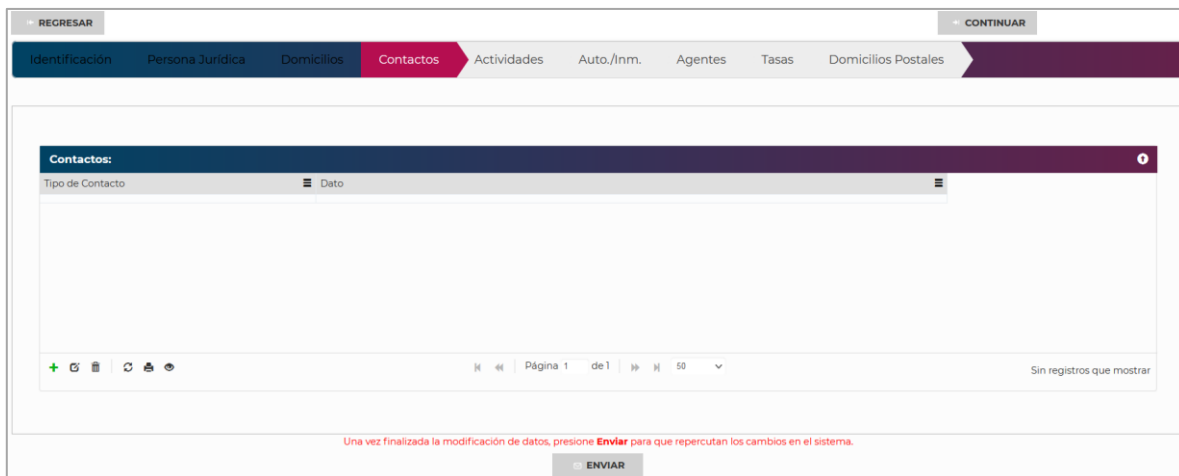 REGRESAR
CONTINUAR
Identificación Persona Jurídica Domicilios Contactos Actividades Auto./Inm. Agentes Tasas Domicilios Postales
Contactos:
Tipo de Contacto Dato
Página 1 de 1 50
Sin registros que mostrar
Una vez finalizada la modificación de datos, presione Enviar para que repercutan los cambios en el sistema.
ENVIAR